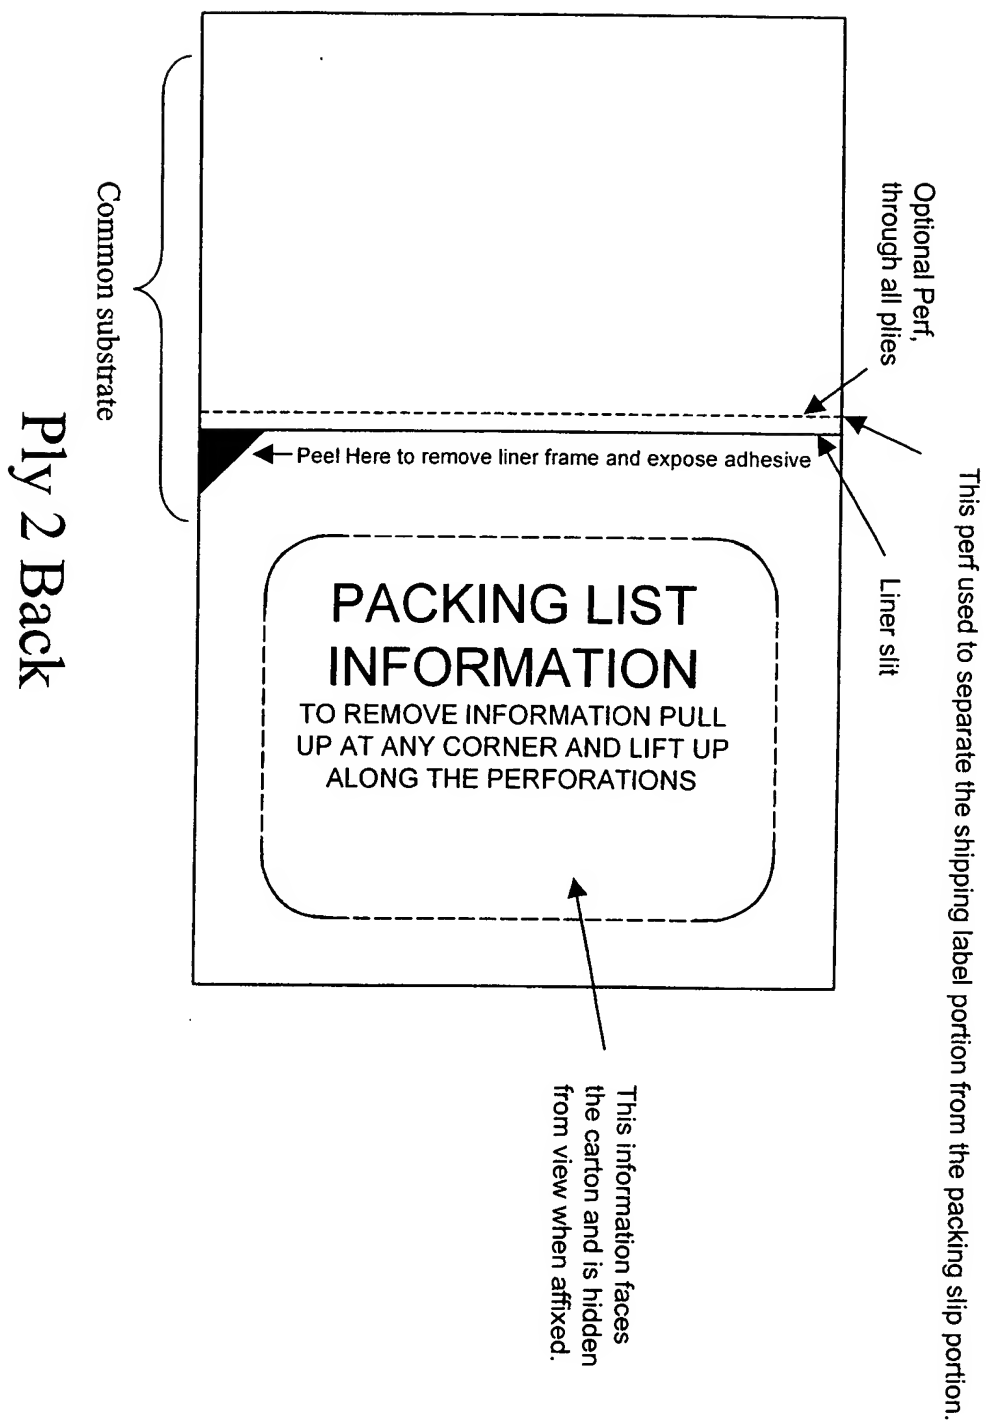 This perf used to separate the shipping label portion from the packing slip portion.
Optional Perf,
through all plies
Liner slit
Peel Here to remove liner frame and expose adhesive
PACKING LIST
INFORMATION
TO REMOVE INFORMATION PULL
UP AT ANY CORNER AND LIFT UP
ALONG THE PERFORATIONS
This information faces
the carton and is hidden
from view when affixed.
Common substrate
Ply 2 Back